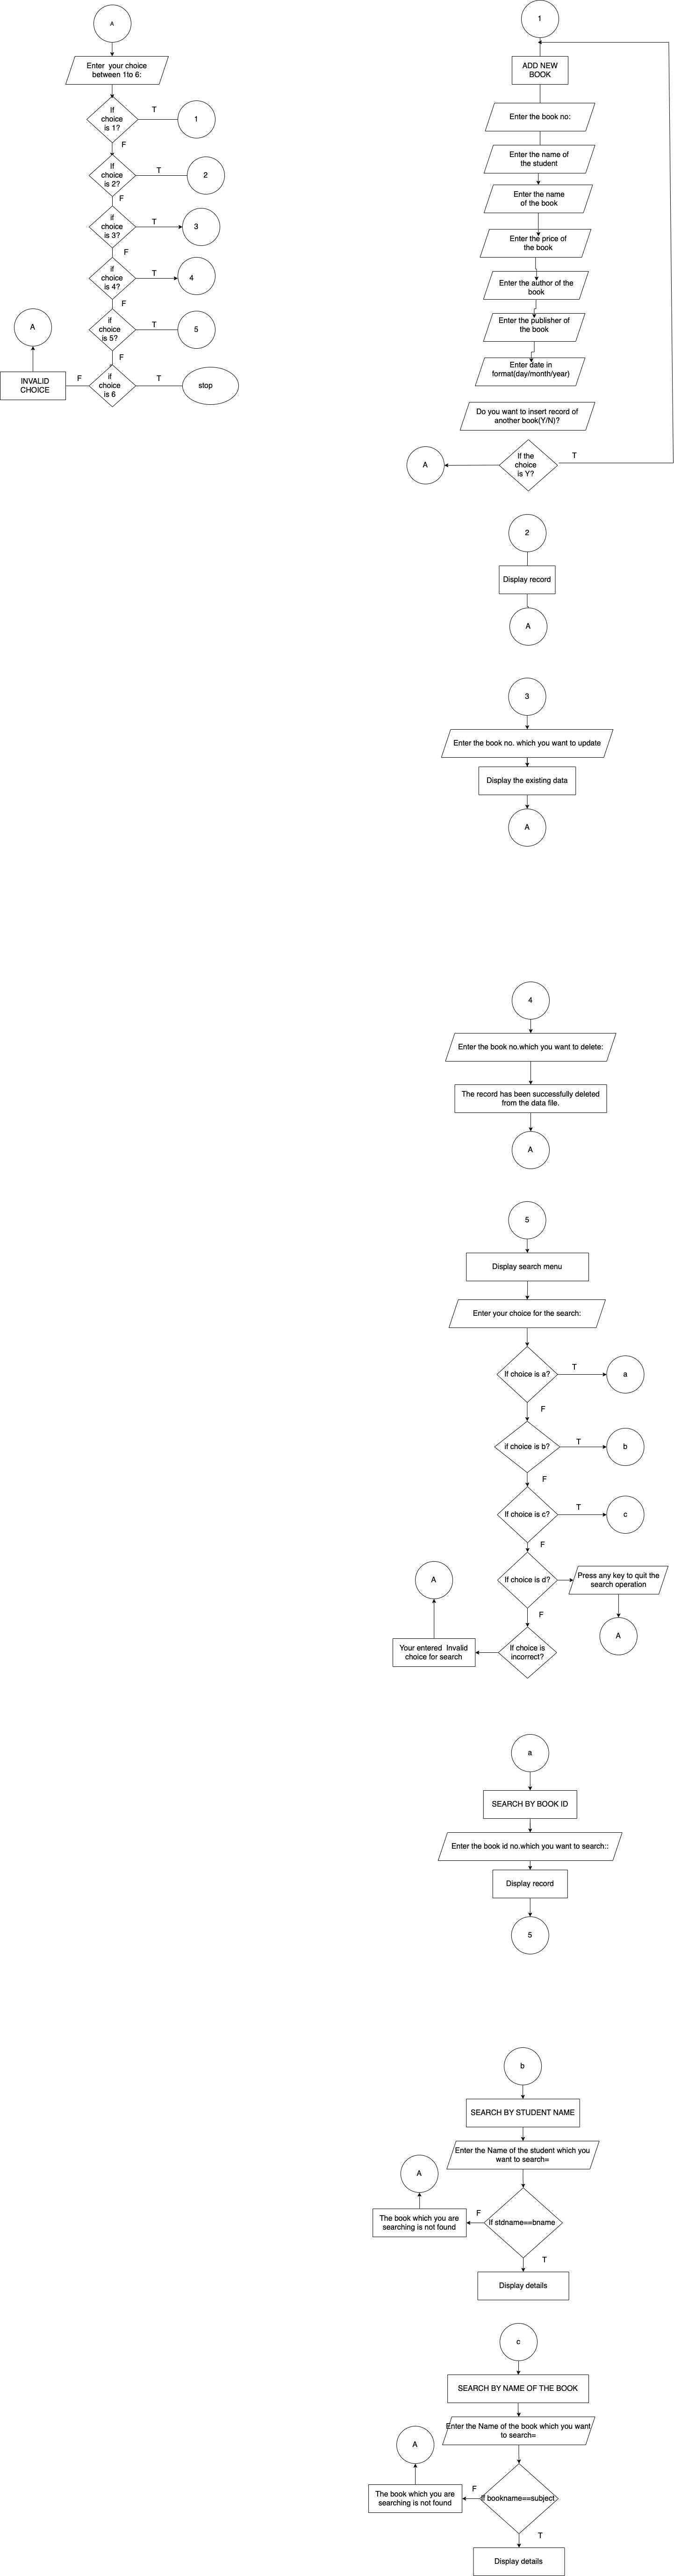 A
Enter  your choice
between 1to 6:
If
choice
is 1?
T
1
F
If
choice
is 2?
T
2
F
if
choice
is 3?
T
3
F
if
choice
is 4?
T
4
F
A
if
choice
is 5?
T
5
F
INVALID
CHOICE
F
if
choice
is 6
T
stop
1
ADD NEW
BOOK
Enter the book no:
Enter the name of
the student
Enter the name
of the book
Enter the price of
the book
Enter the author of the
book
Enter the publisher of
the book
Enter date in
format(day/month/year)
Do you want to insert record of
another book(Y/N)?
A
If the
choice
is Y?
T
2
Display record
A
3
Enter the book no. which you want to update
Display the existing data
A
4
Enter the book no.which you want to delete:
The record has been successfully deleted
from the data file.
A
5
Display search menu
Enter your choice for the search:
If choice is a?
T
a
F
if choice is b?
T
b
F
If choice is c?
T
c
F
A
If choice is d?
Press any key to quit the
search operation
F
A
Your entered  Invalid
choice for search
If choice is
incorrect?
a
SEARCH BY BOOK ID
Enter the book id no.which you want to search::
Display record
5
b
SEARCH BY STUDENT NAME
Enter the Name of the student which you
want to search=
A
The book which you are
searching is not found
F
If stdname==bname
T
Display details
c
SEARCH BY NAME OF THE BOOK
Enter the Name of the book which you want
to search=
A
The book which you are
searching is not found
F
If bookname==subject
T
Display details